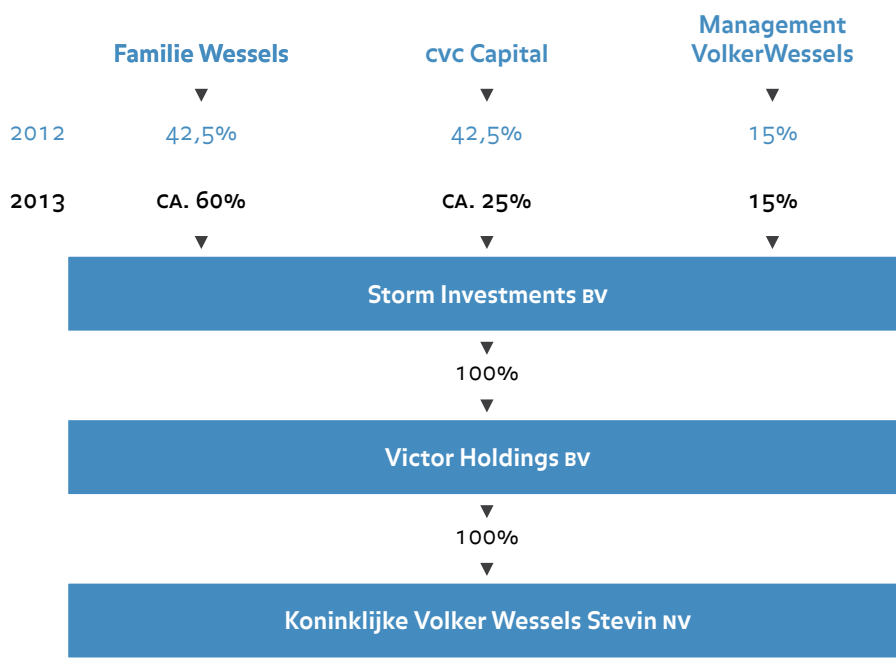 Management
Familie Wessels CVC Capital VolkerWessels
2012 42,5% 42,5% 15%
2013 CA. 60% CA. 25% 15%
Storm Investments BV
100%
Victor Holdings BV
100%
Koninklijke Volker Wessels Stevin NV